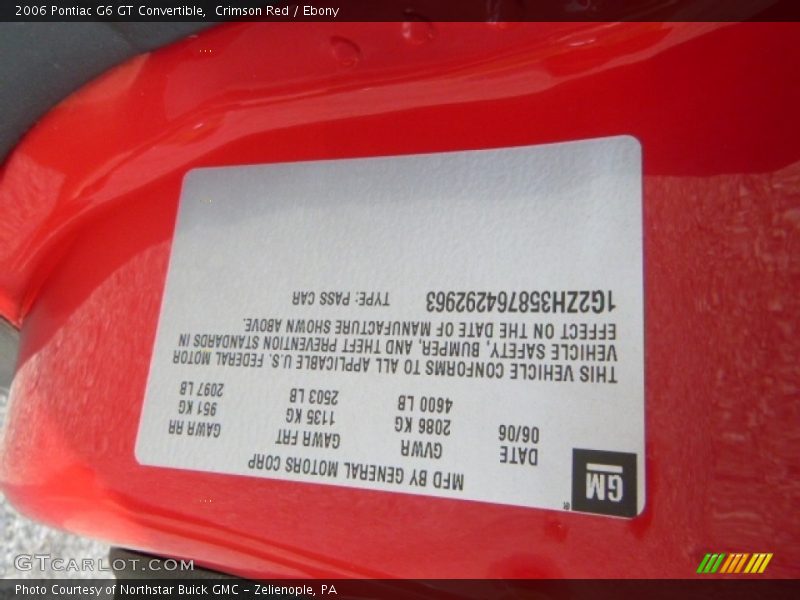 2006 Pontiac G6 GT Convertible,  Crimson Red / Ebony
GM
MFD BY GENERAL MOTORS CORP
DATE GVWR GAWR FRT GAWR RR
06/06 2086 KG 1135 KG 951 KG
4600 LB 2503 LB 2097 LB
THIS VEHICLE CONFORMS TO ALL APPLICABLE U.S. FEDERAL MOTOR
VEHICLE SAFETY, BUMPER, AND THEFT PREVENTION STANDARDS IN
EFFECT ON THE DATE OF MANUFACTURE SHOWN ABOVE.
1G2ZH358764292963 TYPE: PASS CAR
GTCARLOT.COM
Photo Courtesy of Northstar Buick GMC - Zelienople, PA